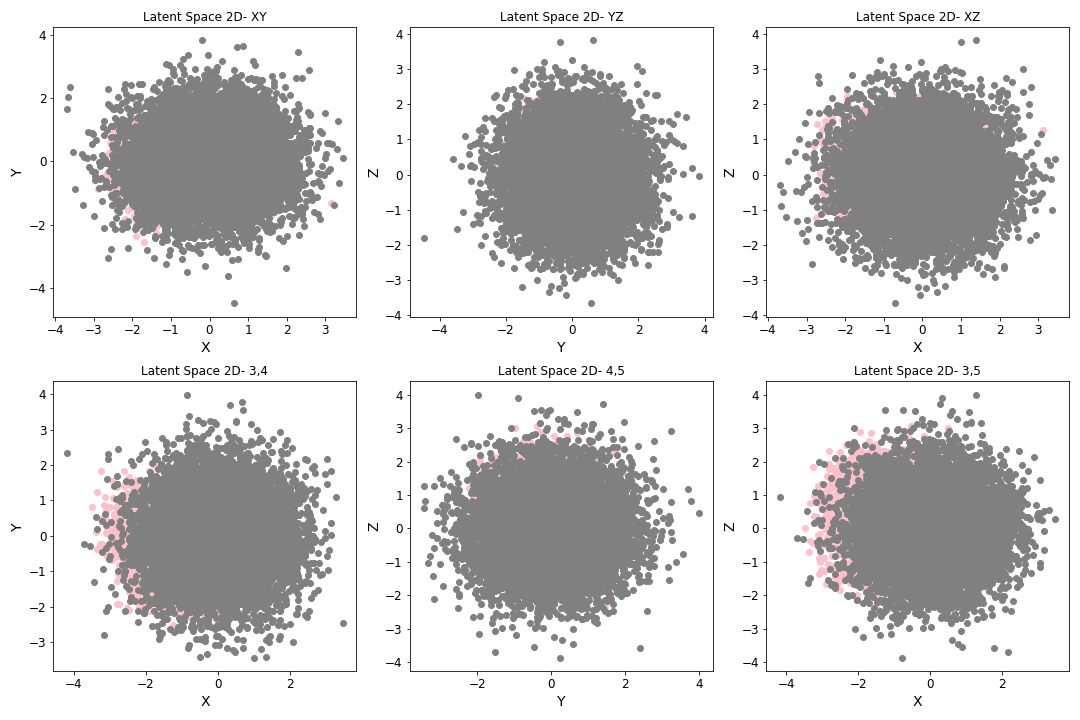 Latent Space 2D- XY
Latent Space 2D- YZ
Latent Space 2D- XZ
4
2
0
−2
−4
Y
−4 −3 −2 −1 0 1 2 3
X
4
3
2
1
0
−1
−2
−3
−4
Z
−4 −2 0 2 4
Y
4
3
2
1
0
−1
−2
−3
−4
Z
−4 −3 −2 −1 0 1 2 3
X
Latent Space 2D- 3,4
Latent Space 2D- 4,5
Latent Space 2D- 3,5
4
3
2
1
0
−1
−2
−3
Y
−4 −2 0 2
X
4
3
2
1
0
−1
−2
−3
−4
Z
−2 0 2 4
Y
4
3
2
1
0
−1
−2
−3
−4
Z
−4 −2 0 2
X